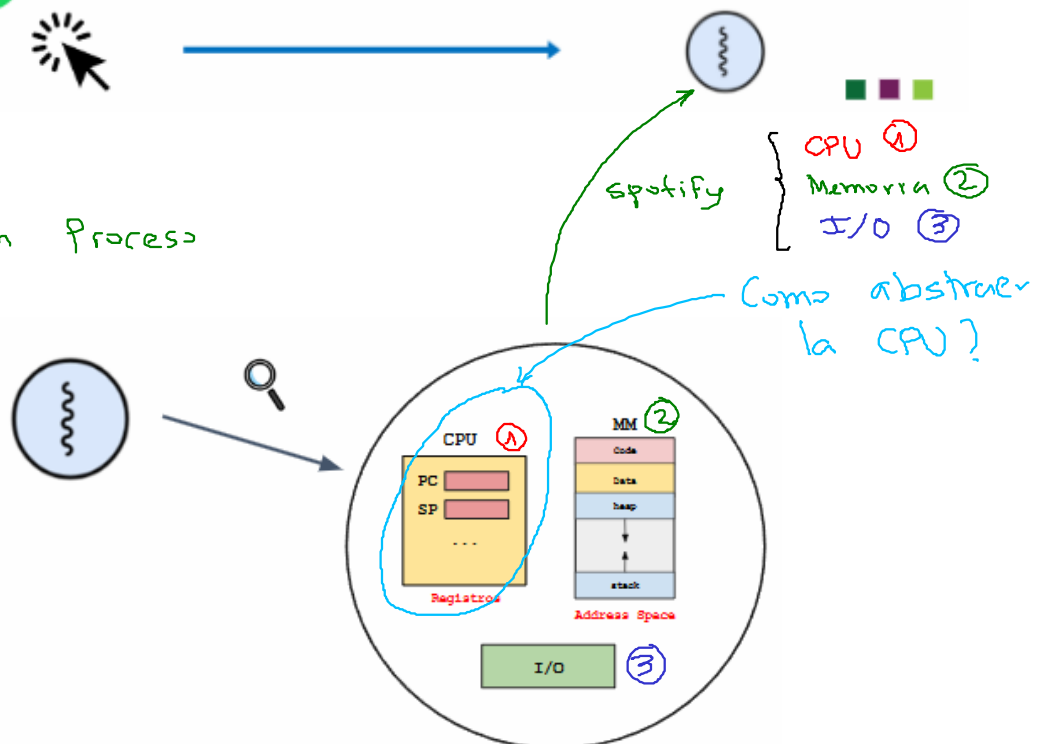 CPU ①
spotify
Memoria ②
I/O ③
Proceso
Como abstraer
la CPU?
MM ②
CPU ①
Code
PC
Data
SP
heap
...
stack
Registros
Address Space
I/O ③